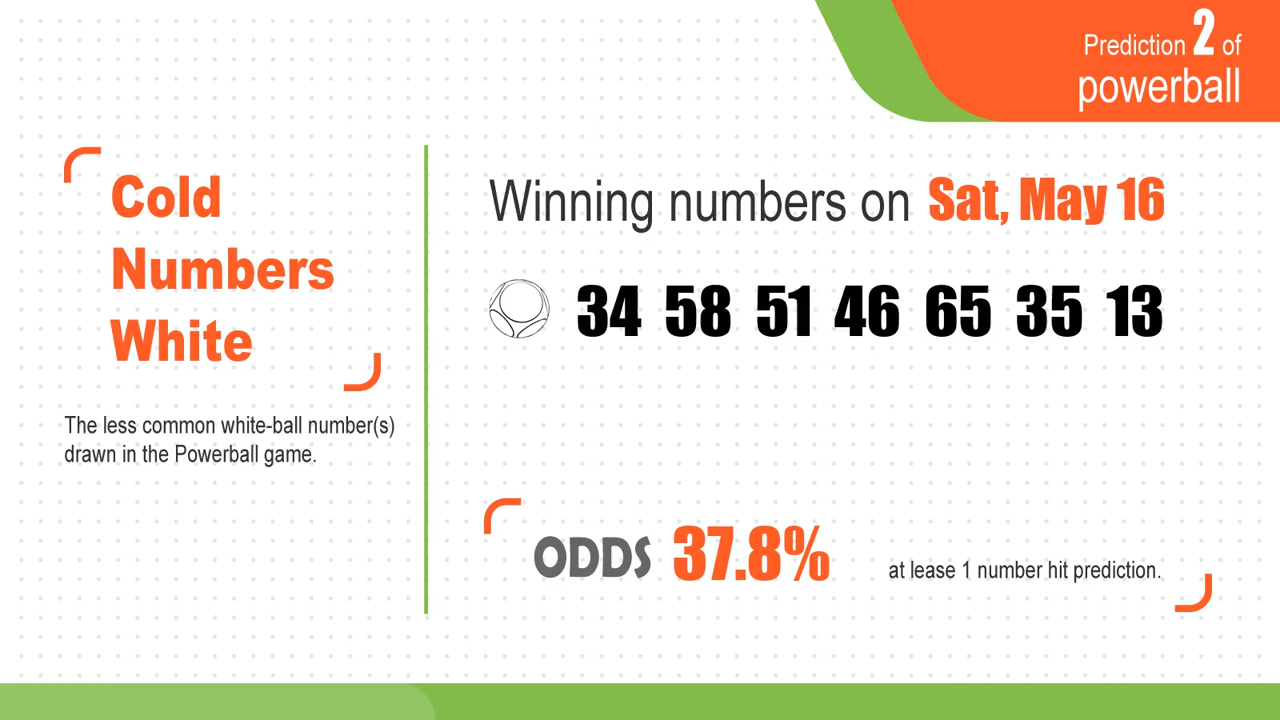 Prediction 2 of
powerball
Cold
Numbers
White
The less common white-ball number(s)
drawn in the Powerball game.
Winning numbers on Sat, May 16
34 58 51 46 65 35 13
ODDS 37.8% at lease 1 number hit prediction.